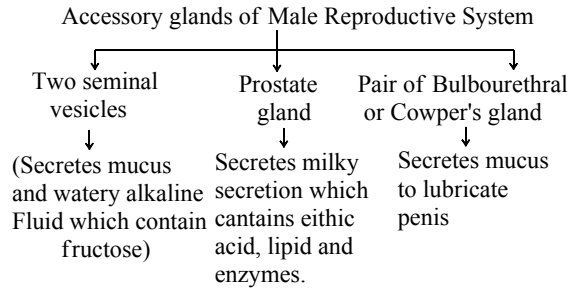 Accessory glands of Male Reproductive System
Two seminal
vesicles
(Secretes mucus
and watery alkaline
Fluid which contain
fructose)
Prostate
gland
Secretes milky
secretion which
cantains eithic
acid, lipid and
enzymes.
Pair of Bulbourethral
or Cowper's gland
Secretes mucus
to lubricate
penis